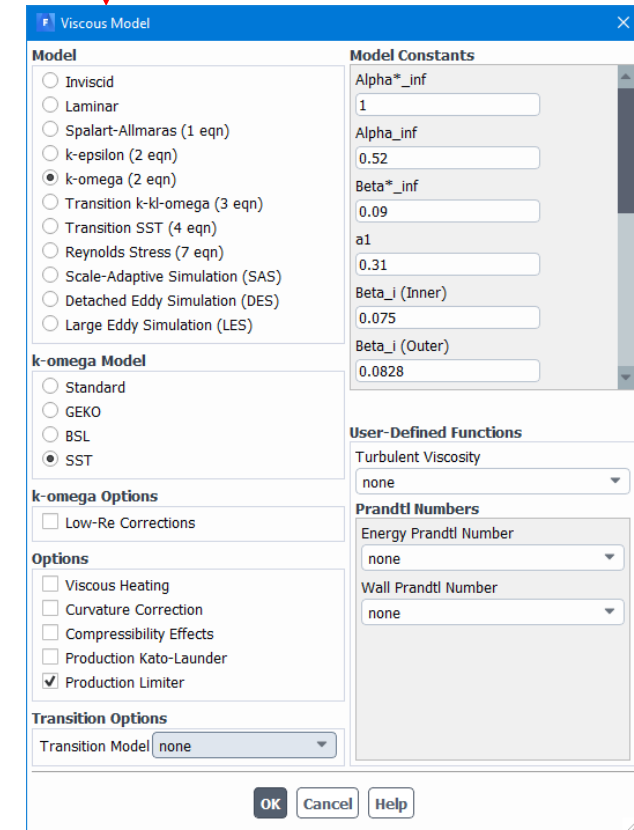 F Viscous Model
Model
Inviscid
Laminar
Spalart-Allmaras (1 eqn)
k-epsilon (2 eqn)
k-omega (2 eqn)
Transition k-kl-omega (3 eqn)
Transition SST (4 eqn)
Reynolds Stress (7 eqn)
Scale-Adaptive Simulation (SAS)
Detached Eddy Simulation (DES)
Large Eddy Simulation (LES)
k-omega Model
Standard
GEKO
BSL
SST
k-omega Options
Low-Re Corrections
Options
Viscous Heating
Curvature Correction
Compressibility Effects
Production Kato-Launder
Production Limiter
Transition Options
Transition Model none
Model Constants
Alpha*_inf
1
Alpha_inf
0.52
Beta*_inf
0.09
a1
0.31
Beta_i (Inner)
0.075
Beta_i (Outer)
0.0828
User-Defined Functions
Turbulent Viscosity
none
Prandtl Numbers
Energy Prandtl Number
none
Wall Prandtl Number
none
OK Cancel Help